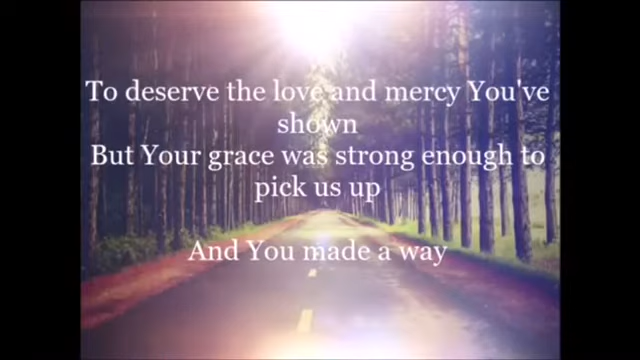 To deserve the love and mercy You've
shown
But Your grace was strong enough to
pick us up
And You made a way